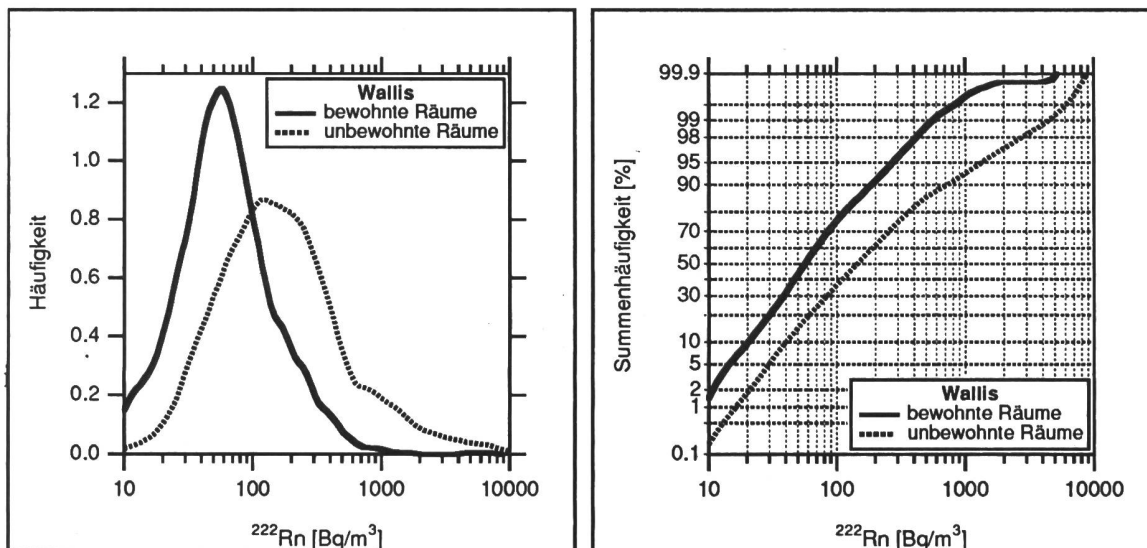 Häufigkeit
1.2
1.0
0.8
0.6
0.4
0.2
0.0
Wallis
bewohnte Räume
unbewohnte Räume
10
100
1000
10000
²²²Rn [Bq/m³]
Summenhäufigkeit [%]
99.9
99
98
95
90
70
50
30
10
5
2
1
0.1
Wallis
bewohnte Räume
unbewohnte Räume
10
100
1000
10000
²²²Rn [Bq/m³]